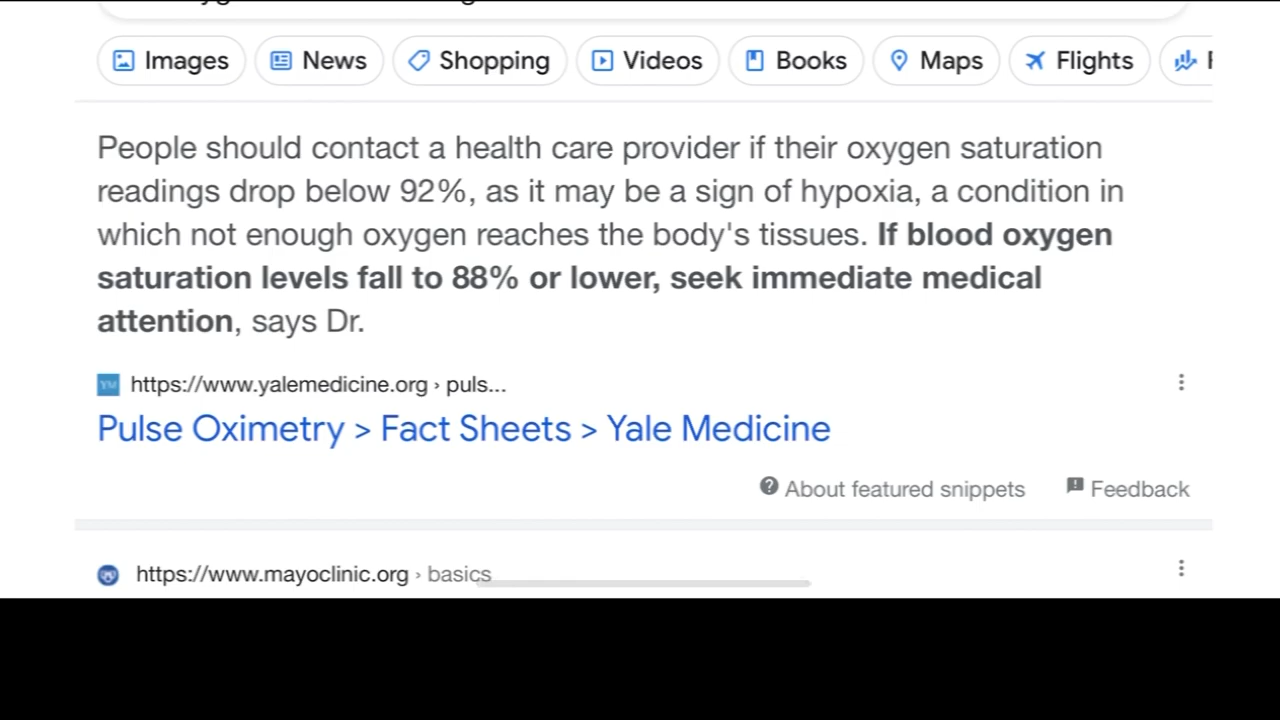 Images News Shopping Videos Books Maps Flights
People should contact a health care provider if their oxygen saturation
readings drop below 92%, as it may be a sign of hypoxia, a condition in
which not enough oxygen reaches the body's tissues. If blood oxygen
saturation levels fall to 88% or lower, seek immediate medical
attention, says Dr.
YM https://www.yalemedicine.org › puls...
Pulse Oximetry > Fact Sheets > Yale Medicine
About featured snippets Feedback
https://www.mayoclinic.org › basics